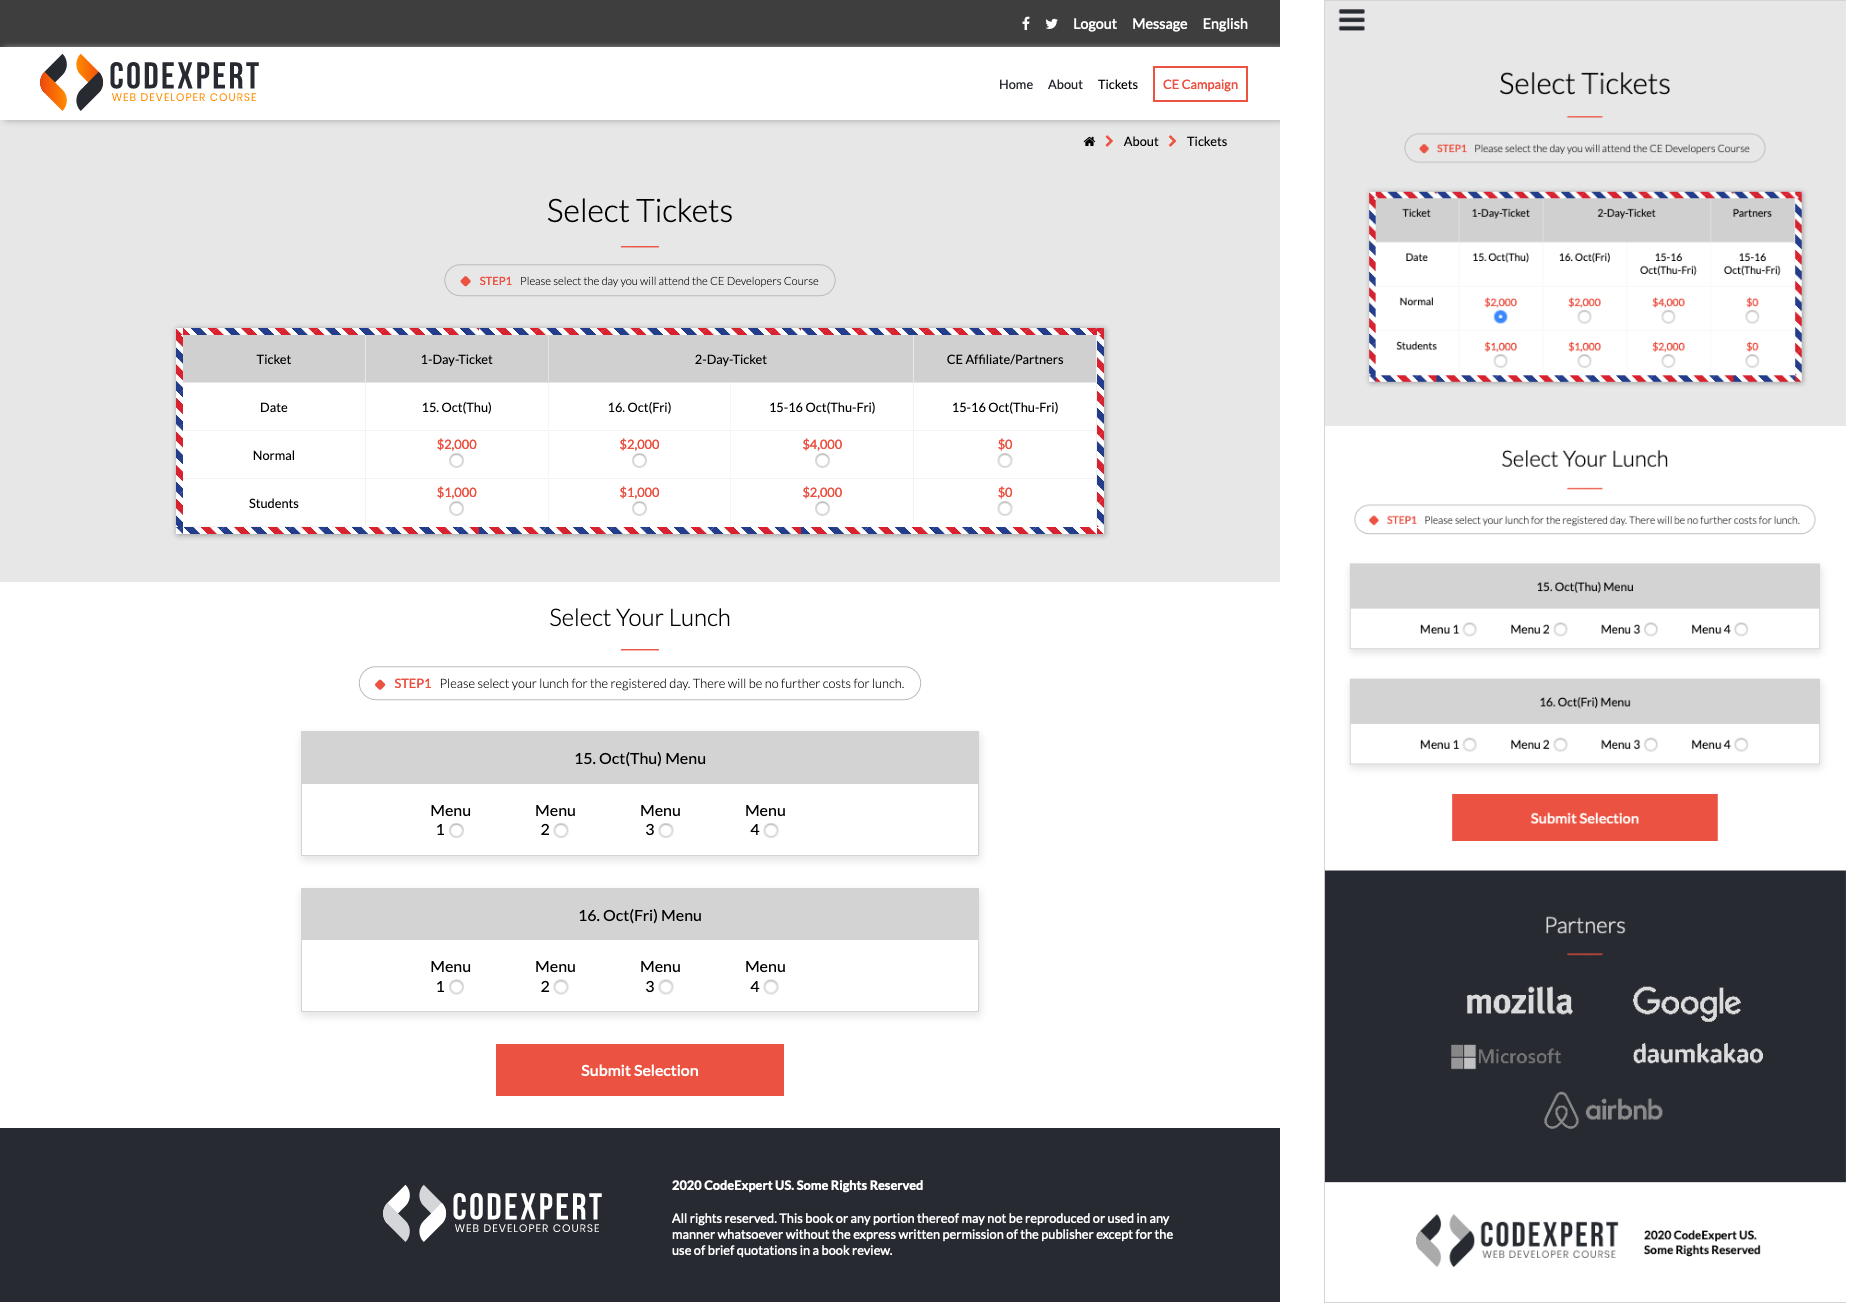 Logout Message English
CODEXPERT
WEB DEVELOPER COURSE
Home About Tickets CE Campaign
About Tickets
Select Tickets
STEP1 Please select the day you will attend the CE Developers Course
Ticket 1-Day-Ticket 2-Day-Ticket CE Affiliate/Partners
Date 15. Oct(Thu) 16. Oct(Fri) 15-16 Oct(Thu-Fri) 15-16 Oct(Thu-Fri)
Normal $2,000 $2,000 $4,000 $0
Students $1,000 $1,000 $2,000 $0
Select Your Lunch
STEP1 Please select your lunch for the registered day. There will be no further costs for lunch.
15. Oct(Thu) Menu
Menu Menu Menu Menu
1 2 3 4
16. Oct(Fri) Menu
Menu Menu Menu Menu
1 2 3 4
Submit Selection
CODEXPERT
WEB DEVELOPER COURSE
2020 CodeExpert US. Some Rights Reserved
All rights reserved. This book or any portion thereof may not be reproduced or used in any
manner whatsoever without the express written permission of the publisher except for the
use of brief quotations in a book review.
Select Tickets
STEP1 Please select the day you will attend the CE Developers Course
Ticket 1-Day-Ticket 2-Day-Ticket Partners
Date 15. Oct(Thu) 16. Oct(Fri) 15-16 15-16
Oct(Thu-Fri) Oct(Thu-Fri)
Normal $2,000 $2,000 $4,000 $0
Students $1,000 $1,000 $2,000 $0
Select Your Lunch
STEP1 Please select your lunch for the registered day. There will be no further costs for lunch.
15. Oct(Thu) Menu
Menu 1 Menu 2 Menu 3 Menu 4
16. Oct(Fri) Menu
Menu 1 Menu 2 Menu 3 Menu 4
Submit Selection
Partners
mozilla Google
Microsoft daumkakao
airbnb
CODEXPERT
WEB DEVELOPER COURSE
2020 CodeExpert US.
Some Rights Reserved